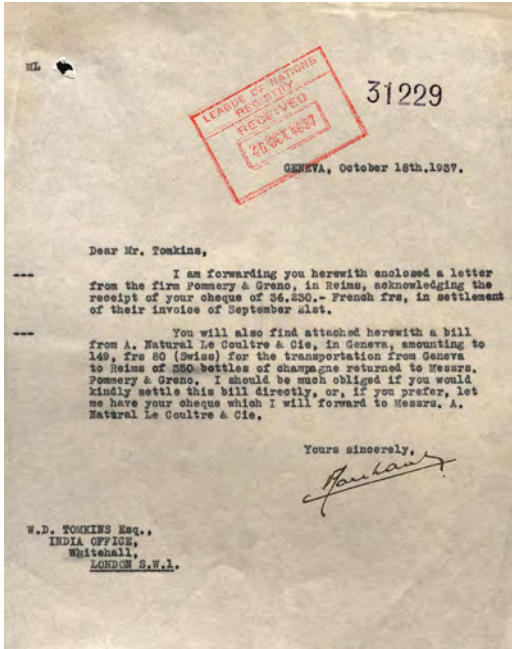 ML
LEAGUE OF NATIONS
REGISTRY
RECEIVED
OCT 1937
31229
GENEVA, October 18th.1937.
Dear Mr. Tomkins,
--- I am forwarding you herewith enclosed a letter
from the firm Pommery & Greno, in Reims, acknowledging the
receipt of your cheque of 36,230.- French frs, in settlement
of their invoice of September 21st.
--- You will also find attached herewith a bill
from A. Natural Le Coultre & Cie, in Geneva, amounting to
149, frs 80 (Swiss) for the transportation from Geneva
to Reims of 350 bottles of champagne returned to Messrs.
Pommery & Greno. I should be much obliged if you would
kindly settle this bill directly, or, if you prefer, let
me have your cheque which I will forward to Messrs. A.
Natural Le Coultre & Cie.
Yours sincerely,
W.D. TOMKINS Esq.,
INDIA OFFICE,
Whitehall,
LONDON S.W.1.